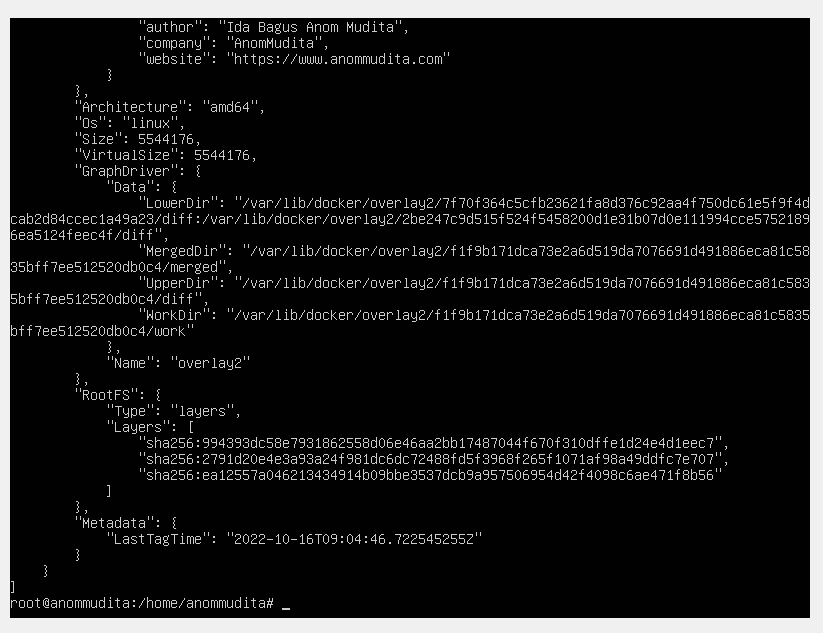 "author": "Ida Bagus Anom Mudita",
"company": "AnomMudita",
"website": "https://www.anommudita.com"
}
},
"Architecture": "amd64",
"Os": "linux",
"Size": 5544176,
"VirtualSize": 5544176,
"GraphDriver": {
"Data": {
"LowerDir": "/var/lib/docker/overlay2/7f70f364c5cfb23621fa8d376c92aa4f750dc61e5f9f4d
cab2d84ccec1a49a23/diff:/var/lib/docker/overlay2/2be247c9d515f524f5458200d1e31b07d0e111994cce5752189
6ea5124feec4f/diff",
"MergedDir": "/var/lib/docker/overlay2/f1f9b171dca73e2a6d519da7076691d491886eca81c58
35bff7ee512520db0c4/merged",
"UpperDir": "/var/lib/docker/overlay2/f1f9b171dca73e2a6d519da7076691d491886eca81c583
5bff7ee512520db0c4/diff",
"WorkDir": "/var/lib/docker/overlay2/f1f9b171dca73e2a6d519da7076691d491886eca81c5835
bff7ee512520db0c4/work"
},
"Name": "overlay2"
},
"RootFS": {
"Type": "layers",
"Layers": [
"sha256:994393dc58e7931862558d06e46aa2bb17487044f670f310dffe1d24e4d1eec7",
"sha256:2791d20e4e3a93a24f981dc6dc72488fd5f3968f265f1071af98a49ddfc7e707",
"sha256:ea12557a046213434914b09bbe3537dcb9a957506954d42f4098c6ae471f8b56"
]
},
"Metadata": {
"LastTagTime": "2022-10-16T09:04:46.722545255Z"
}
}
]
root@anommudita:/home/anommudita# _